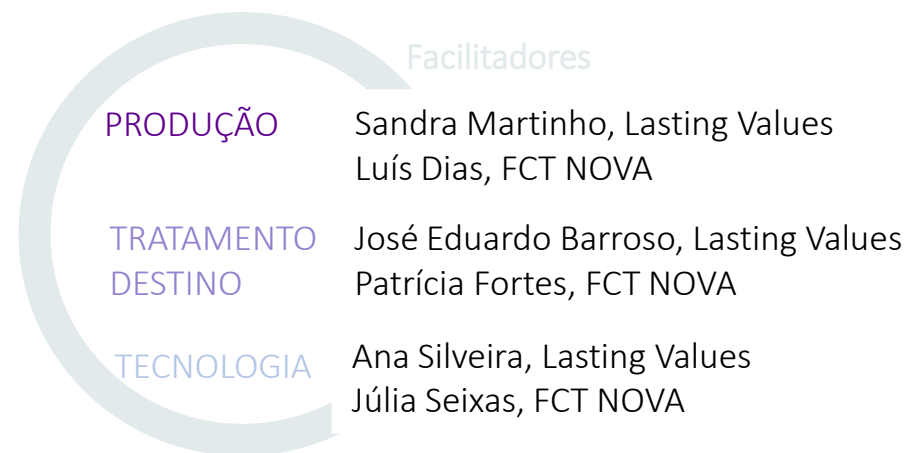 Facilitadores
PRODUÇÃO
Sandra Martinho, Lasting Values
Luís Dias, FCT NOVA
TRATAMENTO
DESTINO
José Eduardo Barroso, Lasting Values
Patrícia Fortes, FCT NOVA
TECNOLOGIA
Ana Silveira, Lasting Values
Júlia Seixas, FCT NOVA